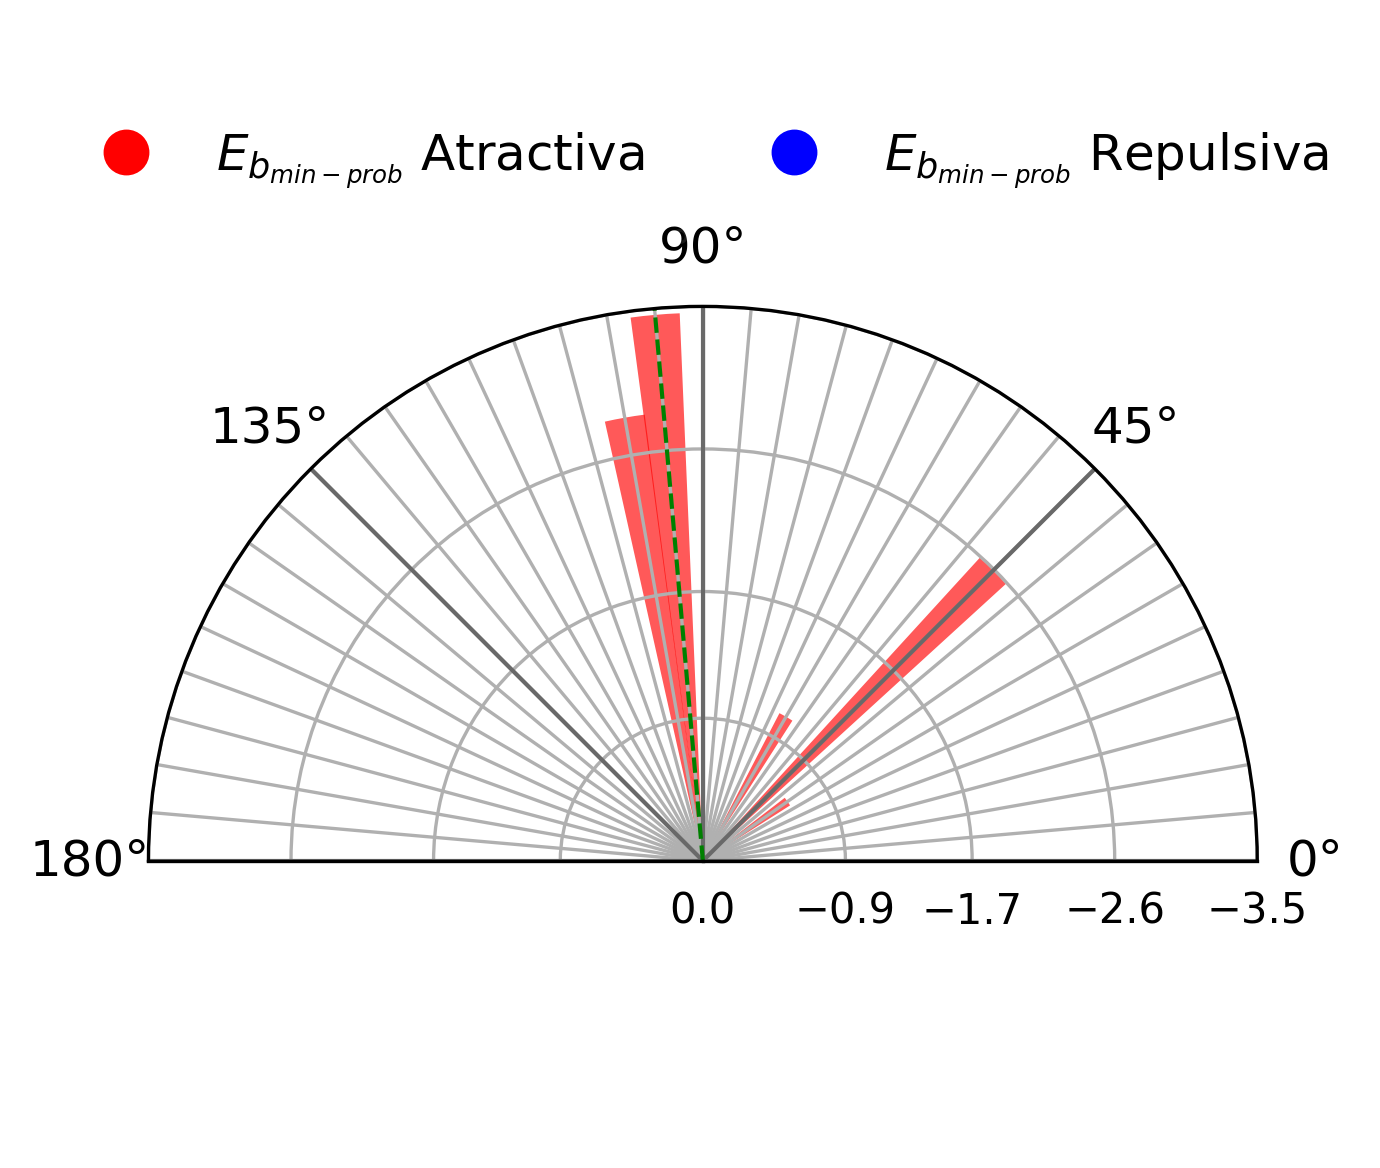 E_{b_{min-prob}} Atractiva E_{b_{min-prob}} Repulsiva
90°
135° 45°
180° 0°
0.0 −0.9 −1.7 −2.6 −3.5